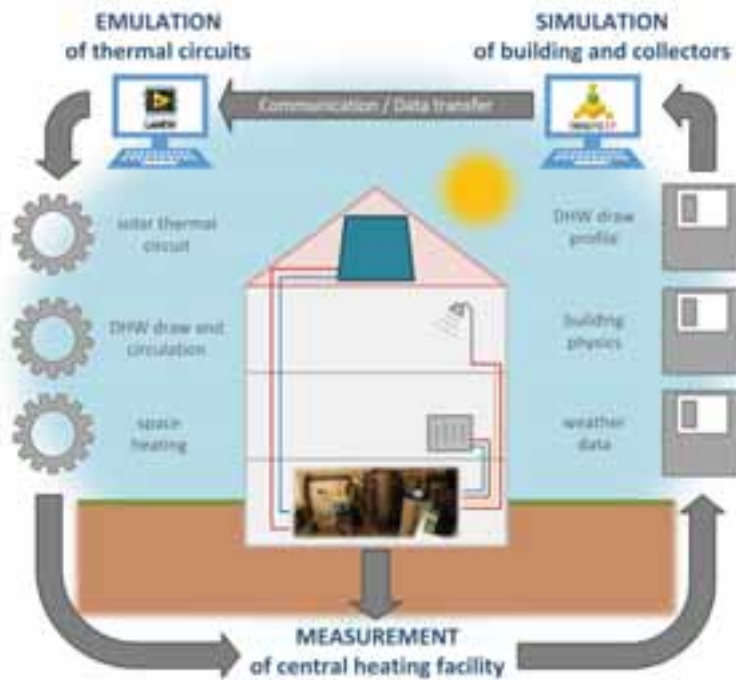 EMULATION
of thermal circuits
SIMULATION
of building and collectors
Communication / Data transfer
solar thermal
circuit
DHW draw
profile
DHW draw and
circulation
building
physics
space
heating
weather
data
MEASUREMENT
of central heating facility